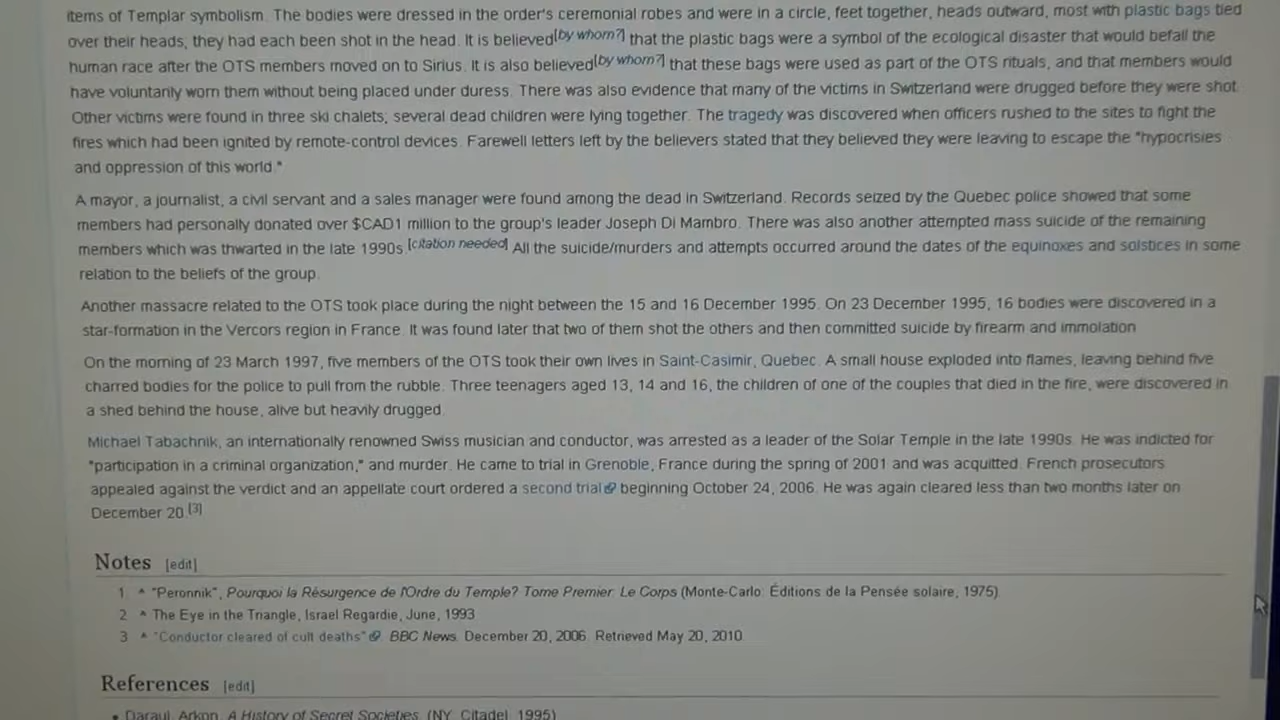 items of Templar symbolism. The bodies were dressed in the order's ceremonial robes and were in a circle, feet together, heads outward, most with plastic bags tied
over their heads; they had each been shot in the head. It is believed[by whom?] that the plastic bags were a symbol of the ecological disaster that would befall the
human race after the OTS members moved on to Sirius. It is also believed[by whom?] that these bags were used as part of the OTS rituals, and that members would
have voluntarily worn them without being placed under duress. There was also evidence that many of the victims in Switzerland were drugged before they were shot.
Other victims were found in three ski chalets; several dead children were lying together. The tragedy was discovered when officers rushed to the sites to fight the
fires which had been ignited by remote-control devices. Farewell letters left by the believers stated that they believed they were leaving to escape the "hypocrisies
and oppression of this world."
A mayor, a journalist, a civil servant and a sales manager were found among the dead in Switzerland. Records seized by the Quebec police showed that some
members had personally donated over $CAD1 million to the group's leader Joseph Di Mambro. There was also another attempted mass suicide of the remaining
members which was thwarted in the late 1990s.[citation needed] All the suicide/murders and attempts occurred around the dates of the equinoxes and solstices in some
relation to the beliefs of the group.
Another massacre related to the OTS took place during the night between the 15 and 16 December 1995. On 23 December 1995, 16 bodies were discovered in a
star-formation in the Vercors region in France. It was found later that two of them shot the others and then committed suicide by firearm and immolation
On the morning of 23 March 1997, five members of the OTS took their own lives in Saint-Casimir, Quebec. A small house exploded into flames, leaving behind five
charred bodies for the police to pull from the rubble. Three teenagers aged 13, 14 and 16, the children of one of the couples that died in the fire, were discovered in
a shed behind the house, alive but heavily drugged.
Michael Tabachnik, an internationally renowned Swiss musician and conductor, was arrested as a leader of the Solar Temple in the late 1990s. He was indicted for
"participation in a criminal organization," and murder. He came to trial in Grenoble, France during the spring of 2001 and was acquitted. French prosecutors
appealed against the verdict and an appellate court ordered a second trial beginning October 24, 2006. He was again cleared less than two months later on
December 20.[3]
Notes [edit]
1 ^ "Peronnik", Pourquoi la Résurgence de l'Ordre du Temple? Tome Premier: Le Corps (Monte-Carlo: Éditions de la Pensée solaire, 1975).
2 ^ The Eye in the Triangle, Israel Regardie, June, 1993
3 ^ "Conductor cleared of cult deaths" BBC News. December 20, 2006. Retrieved May 20, 2010
References [edit]
• Daraul, Arkon, A History of Secret Societies. (NY, Citadel, 1995)